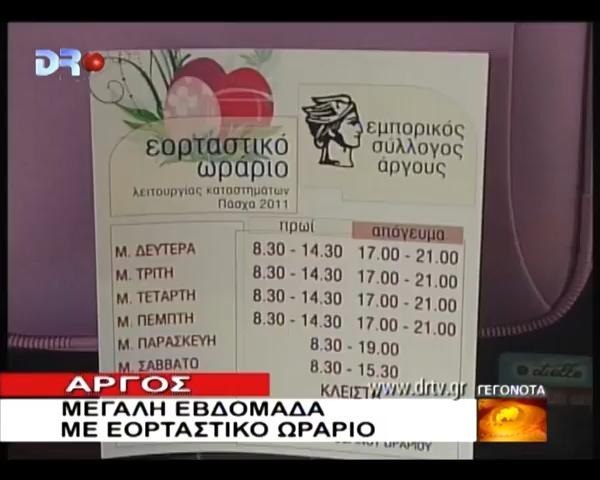 DR
εορταστικό
ωράριο
λειτουργίας καταστημάτων
Πάσχα 2011
εμπορικός
σύλλογος
άργους
πρωί απόγευμα
Μ. ΔΕΥΤΕΡΑ 8.30 - 14.30 17.00 - 21.00
Μ. ΤΡΙΤΗ 8.30 - 14.30 17.00 - 21.00
Μ. ΤΕΤΑΡΤΗ 8.30 - 14.30 17.00 - 21.00
Μ. ΠΕΜΠΤΗ 8.30 - 14.30 17.00 - 21.00
Μ. ΠΑΡΑΣΚΕΥΗ 8.30 - 19.00
Μ. ΣΑΒΒΑΤΟ 8.30 - 15.30
ΚΛΕΙΣΤΑ
www.drtv.gr
ΓΕΓΟΝΟΤΑ
ΑΡΓΟΣ
ΜΕΓΑΛΗ ΕΒΔΟΜΑΔΑ
ΜΕ ΕΟΡΤΑΣΤΙΚΟ ΩΡΑΡΙΟ
ΩΡΑΡΙΟΥ